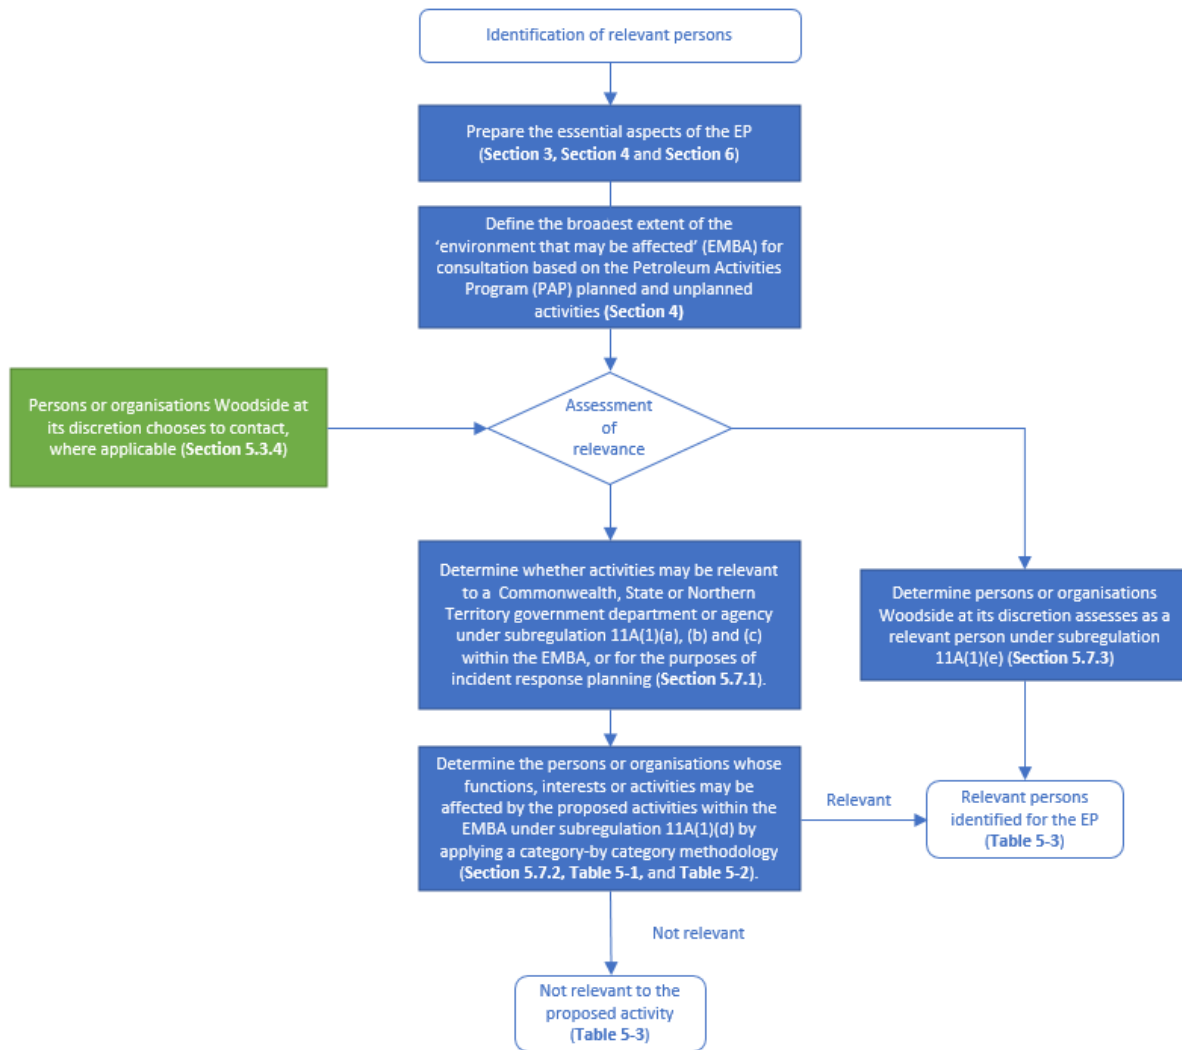 Identification of relevant persons
Prepare the essential aspects of the EP
(Section 3, Section 4 and Section 6)
Define the broadest extent of the
‘environment that may be affected’ (EMBA) for
consultation based on the Petroleum Activities
Program (PAP) planned and unplanned
activities (Section 4)
Persons or organisations Woodside at
its discretion chooses to contact,
where applicable (Section 5.3.4)
Assessment
of
relevance
Determine whether activities may be relevant
to a Commonwealth, State or Northern
Territory government department or agency
under subregulation 11A(1)(a), (b) and (c)
within the EMBA, or for the purposes of
incident response planning (Section 5.7.1).
Determine persons or organisations
Woodside at its discretion assesses as a
relevant person under subregulation
11A(1)(e) (Section 5.7.3)
Determine the persons or organisations whose
functions, interests or activities may be
affected by the proposed activities within the
EMBA under subregulation 11A(1)(d) by
applying a category-by category methodology
(Section 5.7.2, Table 5-1, and Table 5-2).
Relevant
Relevant persons
identified for the EP
(Table 5-3)
Not relevant
Not relevant to the
proposed activity
(Table 5-3)